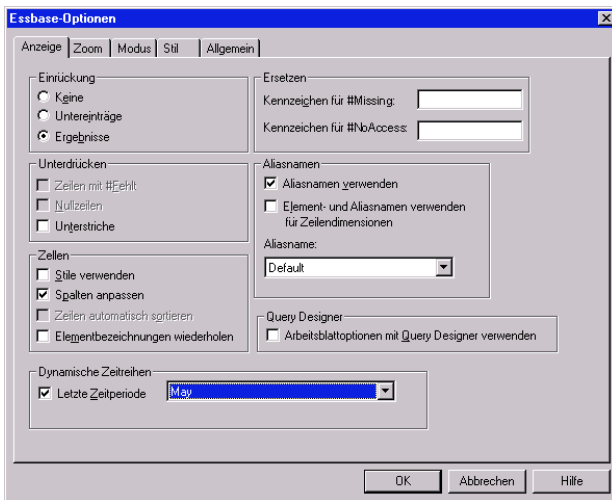 Essbase-Optionen
Anzeige Zoom Modus Stil Allgemein
Einrückung
Keine
Untereinträge
Ergebnisse
Ersetzen
Kennzeichen für #Missing:
Kennzeichen für #NoAccess:
Unterdrücken
Zeilen mit #Fehlt
Nullzeilen
Unterstriche
Aliasnamen
Aliasnamen verwenden
Element- und Aliasnamen verwenden
für Zeilendimensionen
Aliasname:
Default
Zellen
Stile verwenden
Spalten anpassen
Zeilen automatisch sortieren
Elementbezeichnungen wiederholen
Query Designer
Arbeitsblattoptionen mit Query Designer verwenden
Dynamische Zeitreihen
Letzte Zeitperiode May
OK Abbrechen Hilfe